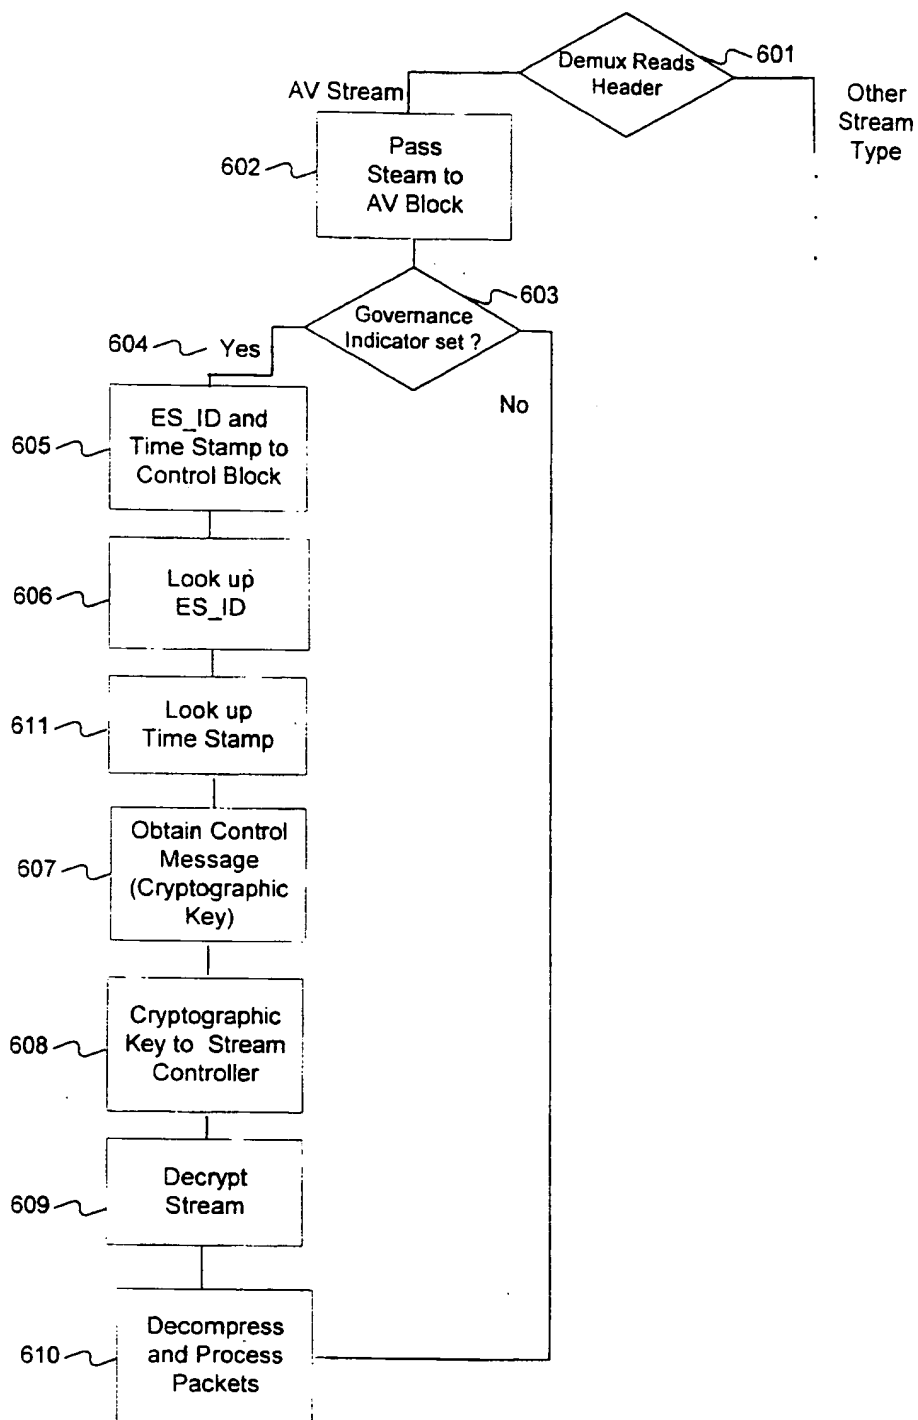 Demux Reads
Header
601
AV Stream
Other
Stream
Type
602
Pass
Steam to
AV Block
603
Governance
Indicator set ?
604
Yes
No
605
ES_ID and
Time Stamp to
Control Block
606
Look up
ES_ID
611
Look up
Time Stamp
607
Obtain Control
Message
(Cryptographic
Key)
608
Cryptographic
Key to Stream
Controller
609
Decrypt
Stream
610
Decompress
and Process
Packets